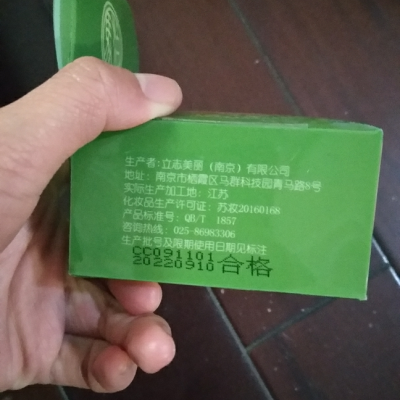 生产者：立志美丽（南京）有限公司
地址：南京市栖霞区马群科技园青马路8号
实际生产加工地：江苏
化妆品生产许可证：苏妆20160168
产品标准号：QB/T 1857
咨询热线：025-86983306
生产批号及限期使用日期见标注
CC091101
20220910 合格